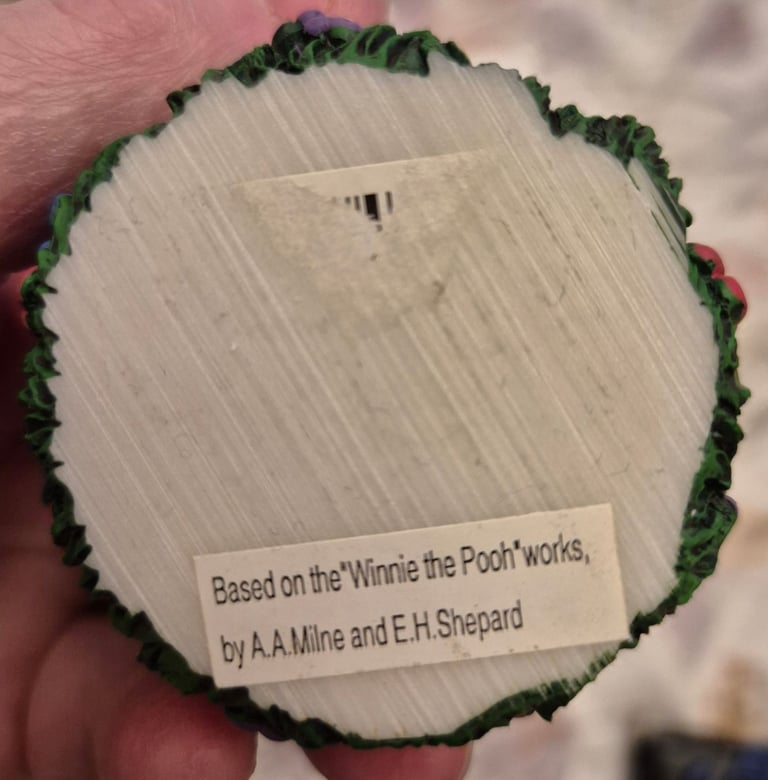 Based on the"Winnie the Pooh"works,
by A.A.Milne and E.H.Shepard